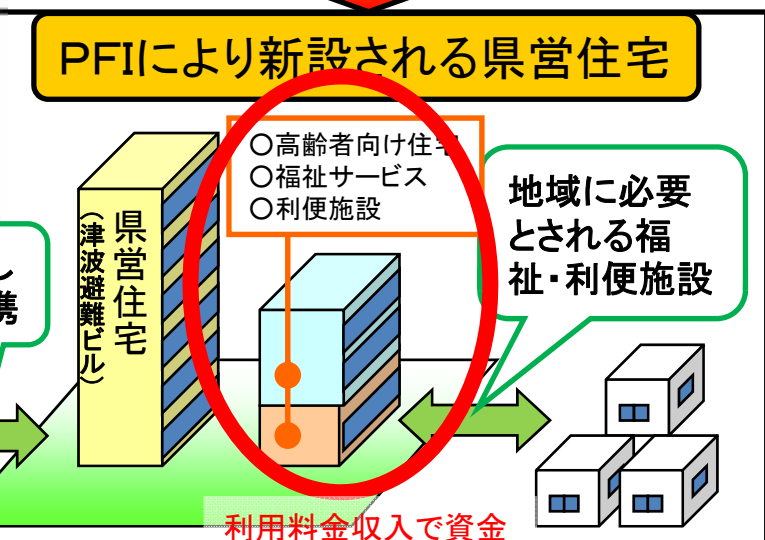 PFIにより新設される県営住宅
○高齢者向け住宅
○福祉サービス
○利便施設
地域に必要
とされる福
祉・利便施設
県営住宅
（津波避難ビル）
し
携
利用料金収入で資金